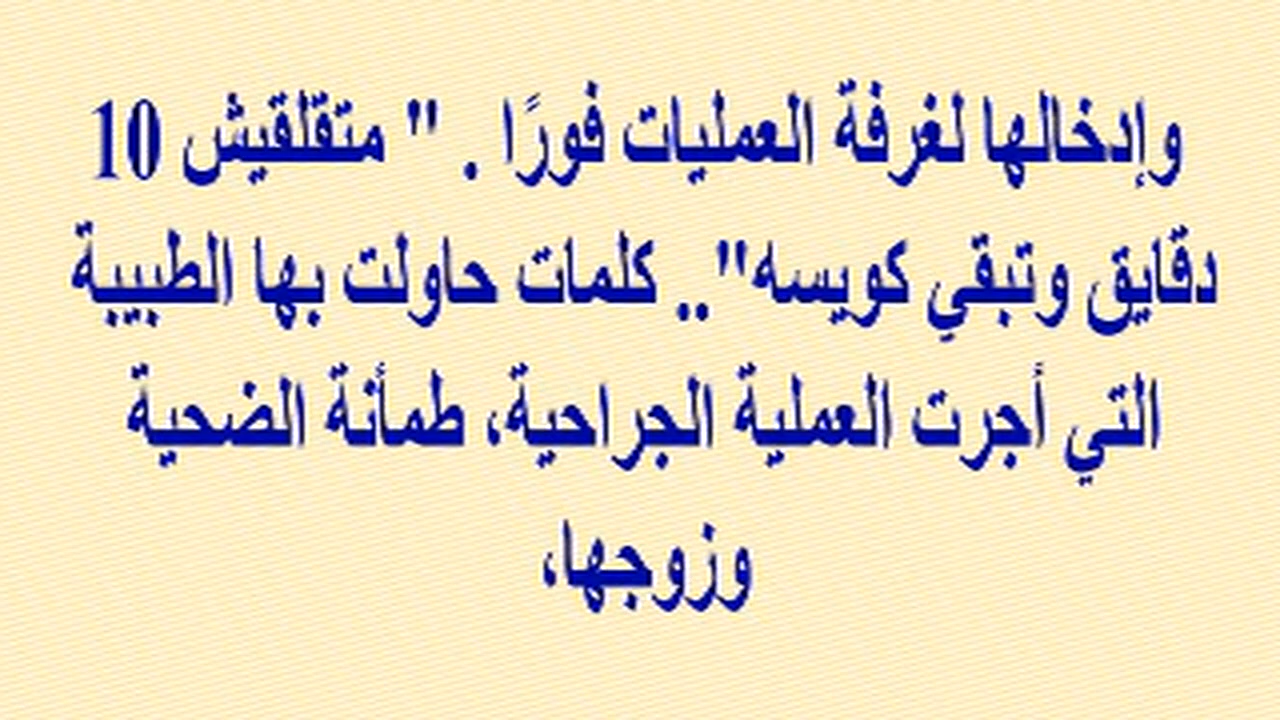 وإدخالها لغرفة العمليات فورًا . " متقلقيش 10
دقايق وتبقي كويسه".. كلمات حاولت بها الطبيبة
التي أجرت العملية الجراحية، طمأنة الضحية
وزوجها،